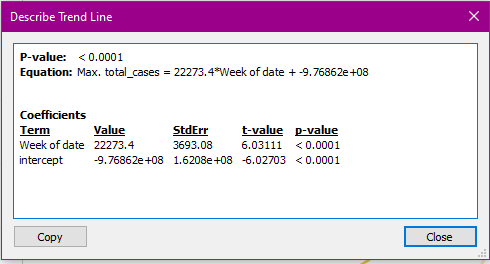 Describe Trend Line
P-value: < 0.0001
Equation: Max. total_cases = 22273.4*Week of date + -9.76862e+08
Coefficients
Term Value StdErr t-value p-value
Week of date 22273.4 3693.08 6.03111 < 0.0001
intercept -9.76862e+08 1.6208e+08 -6.02703 < 0.0001
Copy Close